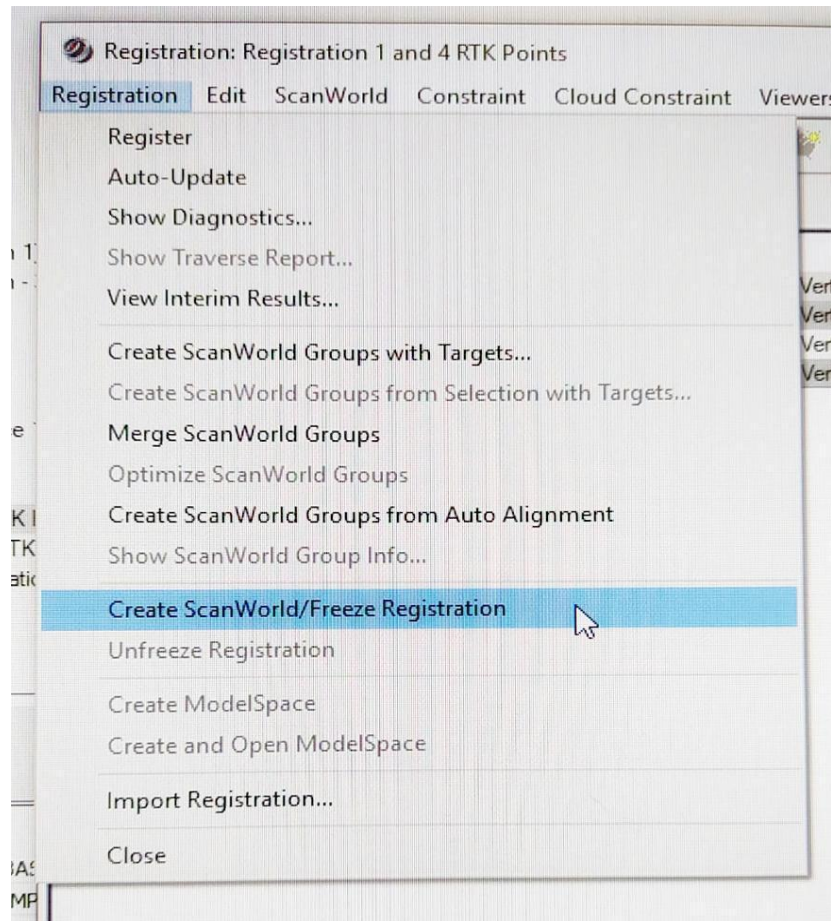 Registration: Registration 1 and 4 RTK Points
Registration Edit ScanWorld Constraint Cloud Constraint Viewers
Register
Auto-Update
Show Diagnostics...
Show Traverse Report...
View Interim Results...
Create ScanWorld Groups with Targets...
Create ScanWorld Groups from Selection with Targets...
Merge ScanWorld Groups
Optimize ScanWorld Groups
Create ScanWorld Groups from Auto Alignment
Show ScanWorld Group Info...
Create ScanWorld/Freeze Registration
Unfreeze Registration
Create ModelSpace
Create and Open ModelSpace
Import Registration...
Close